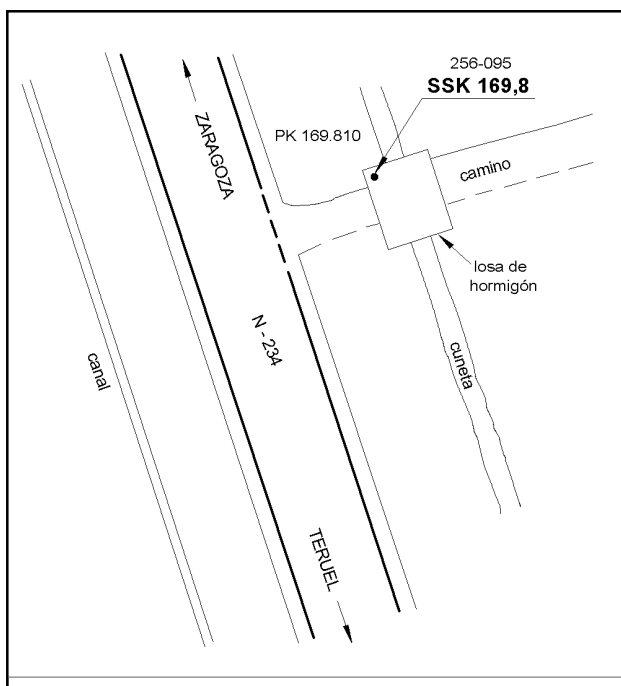 256-095
SSK 169,8
ZARAGOZA
PK 169.810
camino
losa de
hormigón
N - 234
canal
cuneta
TERUEL